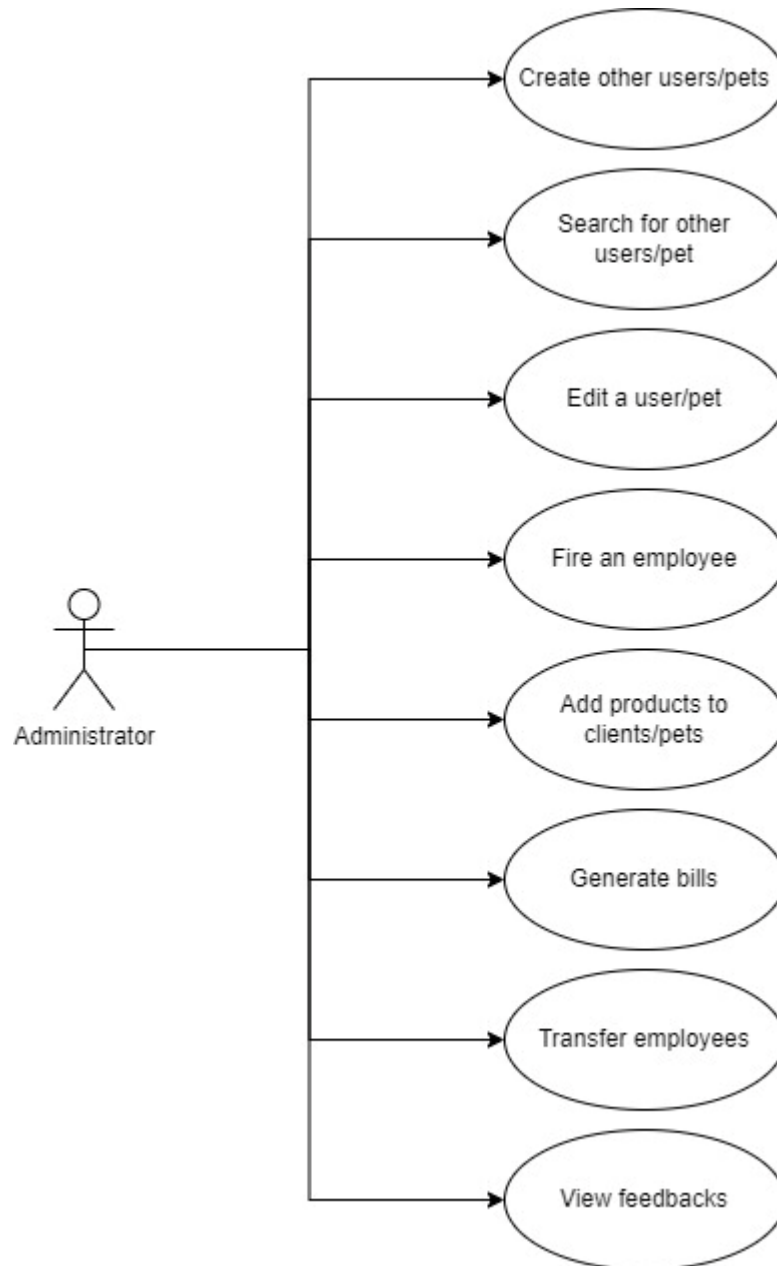 Create other users/pets
Search for other
users/pet
Edit a user/pet
Fire an employee
Administrator
Add products to
clients/pets
Generate bills
Transfer employees
View feedbacks